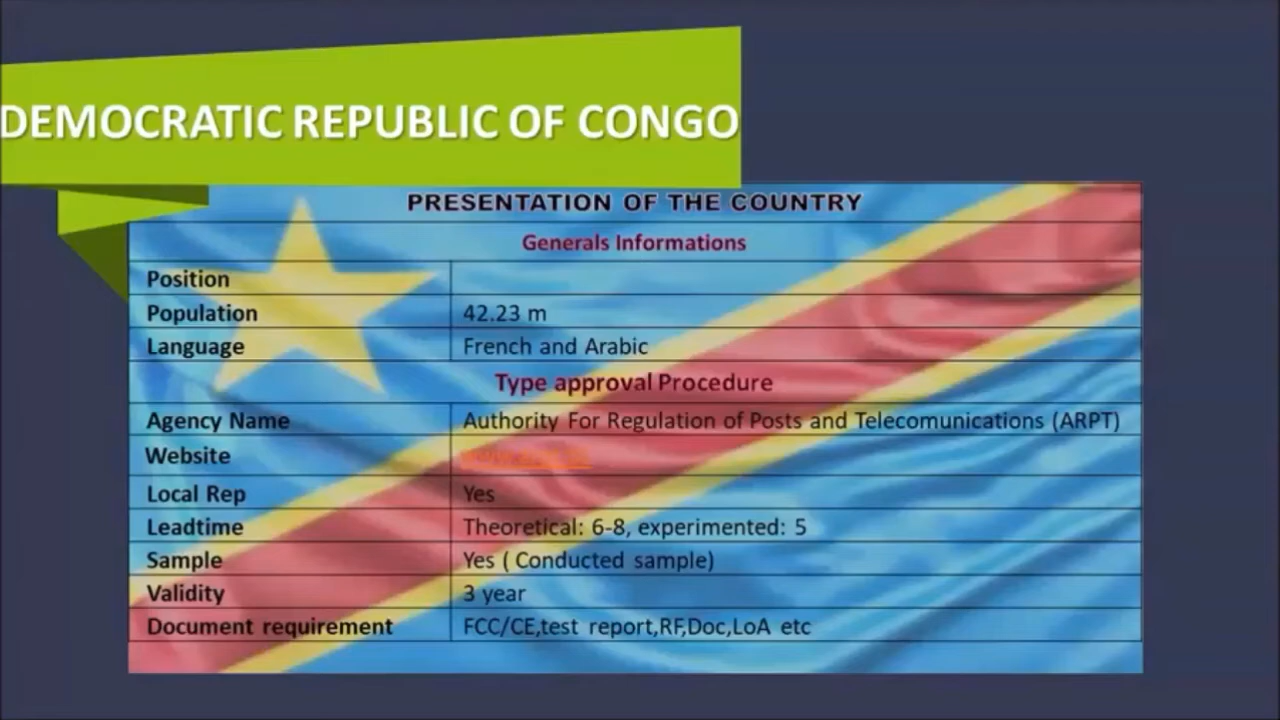 DEMOCRATIC REPUBLIC OF CONGO
PRESENTATION OF THE COUNTRY
Generals Informations
Position
Population 42.23 m
Language French and Arabic
Type approval Procedure
Agency Name Authority For Regulation of Posts and Telecomunications (ARPT)
Website
Local Rep Yes
Leadtime Theoretical: 6-8, experimented: 5
Sample Yes ( Conducted sample)
Validity 3 year
Document requirement FCC/CE,test report,RF,Doc,LoA etc